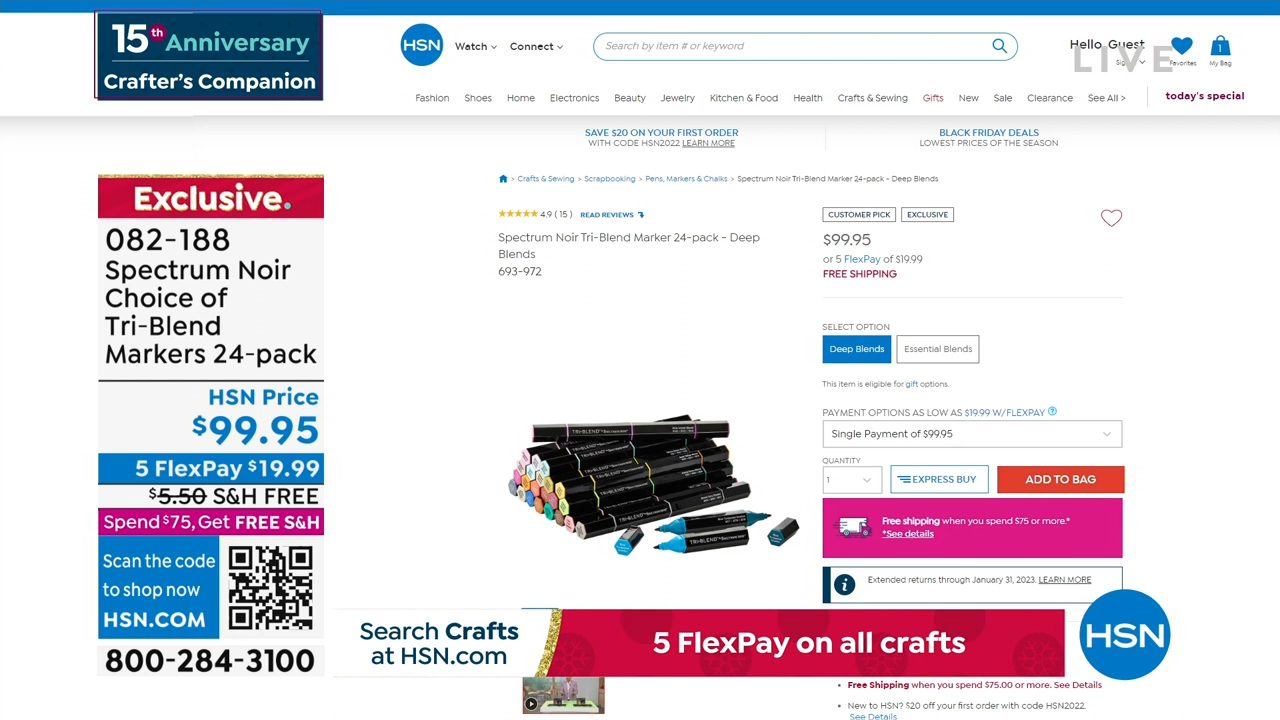 15th Anniversary
Crafter's Companion
HSN
Watch
Connect
Search by item # or keyword
Hello, Guest
LIVE
Favorites
1
My Bag
Fashion
Shoes
Home
Electronics
Beauty
Jewelry
Kitchen & Food
Health
Crafts & Sewing
Gifts
New
Sale
Clearance
See All >
today's special
SAVE $20 ON YOUR FIRST ORDER
WITH CODE HSN2022 LEARN MORE
BLACK FRIDAY DEALS
LOWEST PRICES OF THE SEASON
> Crafts & Sewing > Scrapbooking > Pens, Markers & Chalks > Spectrum Noir Tri-Blend Marker 24-pack - Deep Blends
Exclusive.
082-188
Spectrum Noir
Choice of
Tri-Blend
Markers 24-pack
HSN Price
$99.95
5 FlexPay $19.99
$5.50 S&H FREE
Spend $75, Get FREE S&H
Scan the code
to shop now
HSN.COM
800-284-3100
4.9 ( 15 ) READ REVIEWS
Spectrum Noir Tri-Blend Marker 24-pack - Deep
Blends
693-972
TRI-BLEND
TRI-BLEND
CUSTOMER PICK
EXCLUSIVE
$99.95
or 5 FlexPay of $19.99
FREE SHIPPING
SELECT OPTION
Deep Blends
Essential Blends
This item is eligible for gift options.
PAYMENT OPTIONS AS LOW AS $19.99 W/FLEXPAY ?
Single Payment of $99.95
QUANTITY
1
EXPRESS BUY
ADD TO BAG
Free shipping when you spend $75 or more.*
*See details
i
Extended returns through January 31, 2023. LEARN MORE
Search Crafts
at HSN.com
5 FlexPay on all crafts
HSN
• Free Shipping when you spend $75.00 or more. See Details
• New to HSN? $20 off your first order with code HSN2022.
See Details